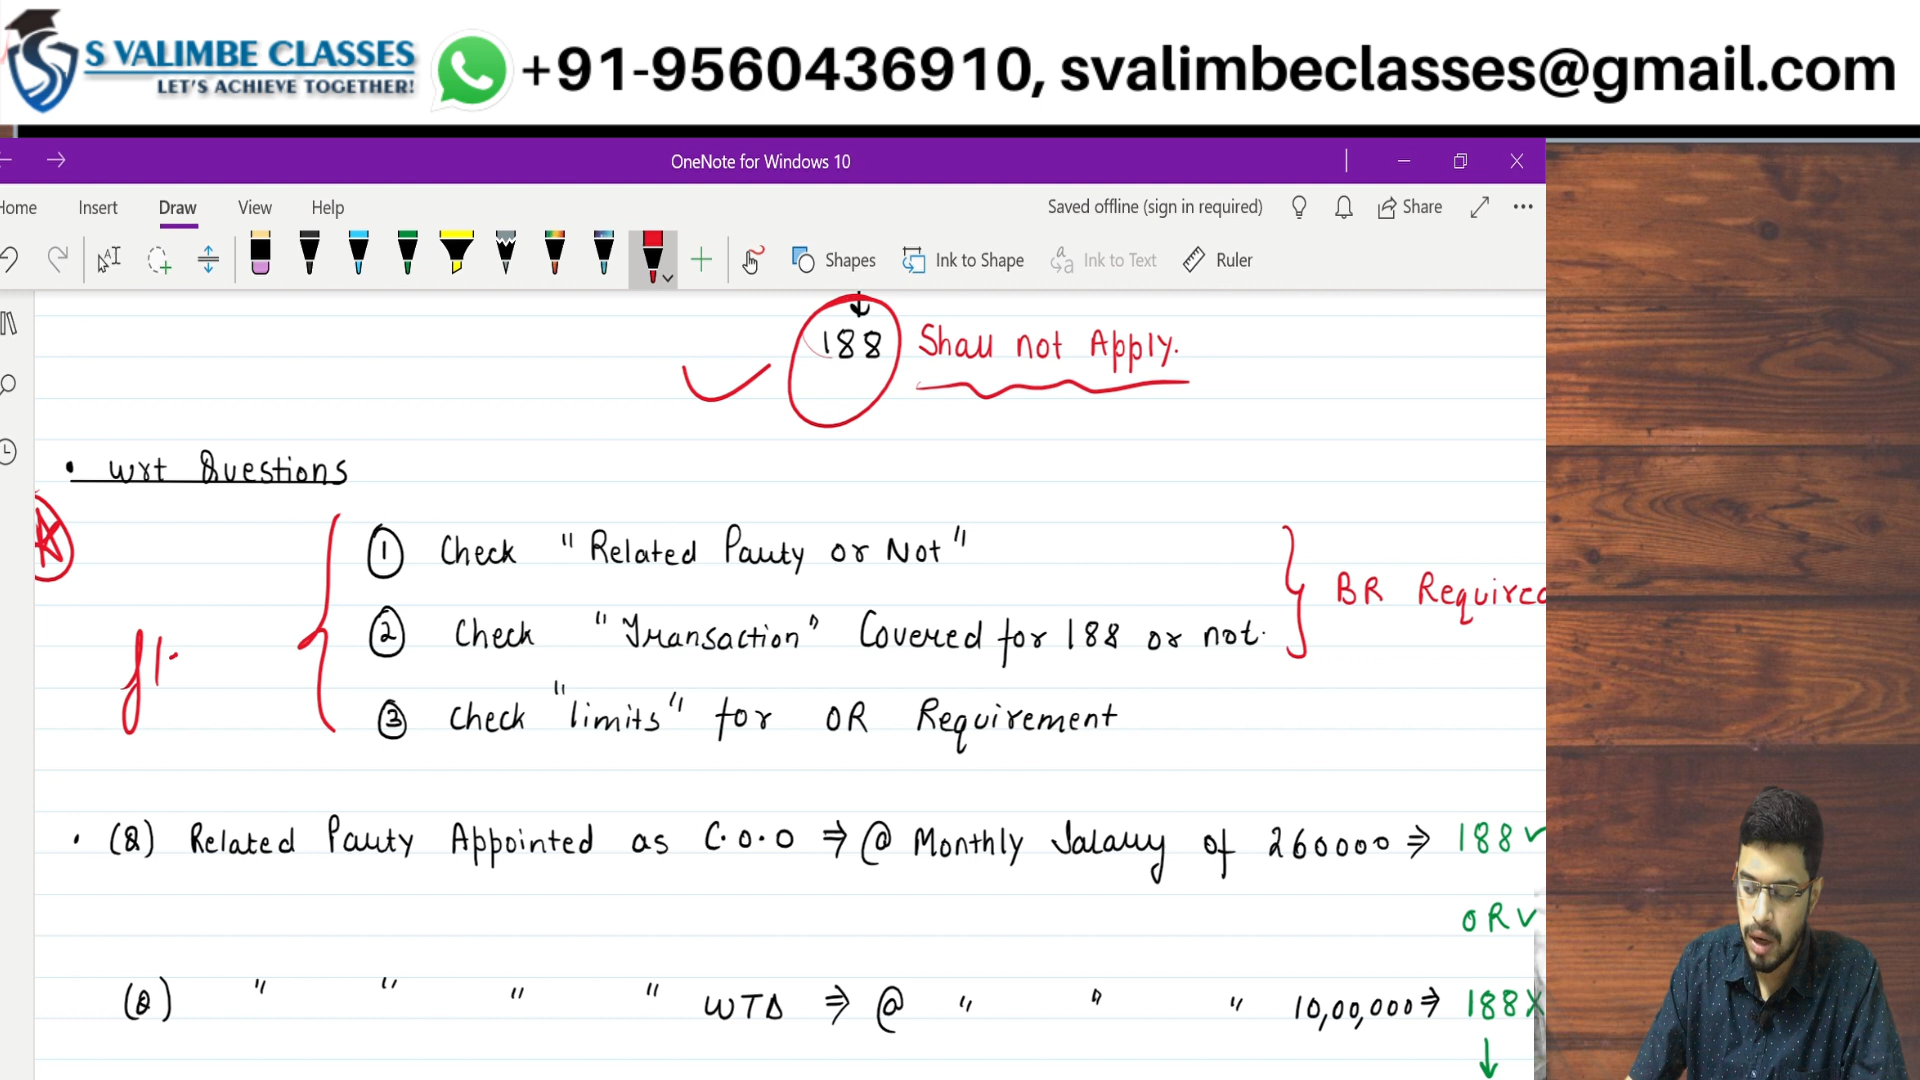 S VALIMBE CLASSES
LET'S ACHIEVE TOGETHER!
+91-9560436910, svalimbeclasses@gmail.com
OneNote for Windows 10
Home Insert Draw View Help
Saved offline (sign in required) Share
Shapes Ink to Shape Ink to Text Ruler
188 Shall not Apply.
• wrt Questions
① Check "Related Party or Not"
② Check "Transaction" Covered for 188 or not.
BR Required
③ Check "limits" for OR Requirement
• (Q) Related Party Appointed as C.O.O ⇒ @ Monthly Salary of 260000 ⇒ 188 ✓
OR ✓
(Q) " " " " WTD ⇒ @ " " " 10,00,000 ⇒ 188 X